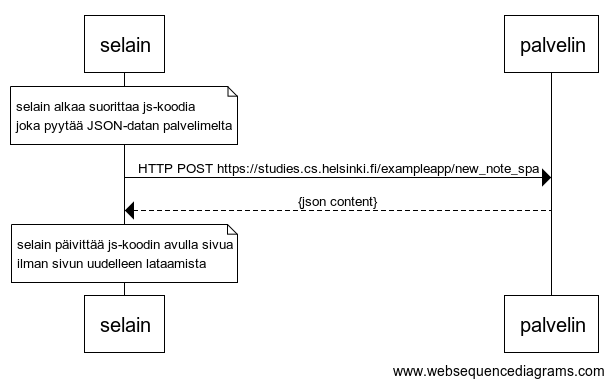 selain
palvelin
selain alkaa suorittaa js-koodia
joka pyytää JSON-datan palvelimelta
HTTP POST https://studies.cs.helsinki.fi/exampleapp/new_note_spa
{json content}
selain päivittää js-koodin avulla sivua
ilman sivun uudelleen lataamista
selain
palvelin
www.websequencediagrams.com